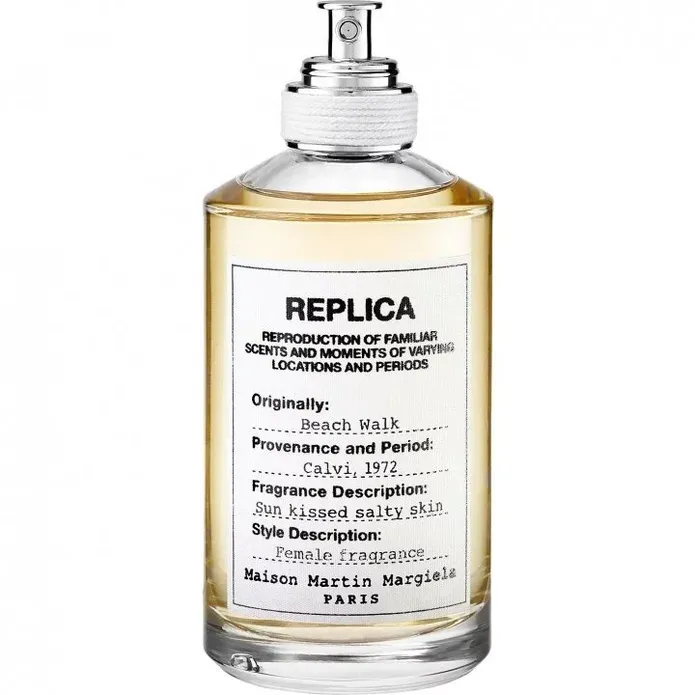 REPLICA
REPRODUCTION OF FAMILIAR
SCENTS AND MOMENTS OF VARYING
LOCATIONS AND PERIODS
Originally:
Beach Walk
Provenance and Period:
Calvi, 1972
Fragrance Description:
Sun kissed salty skin
Style Description:
Female fragrance
Maison Martin Margiela
PARIS